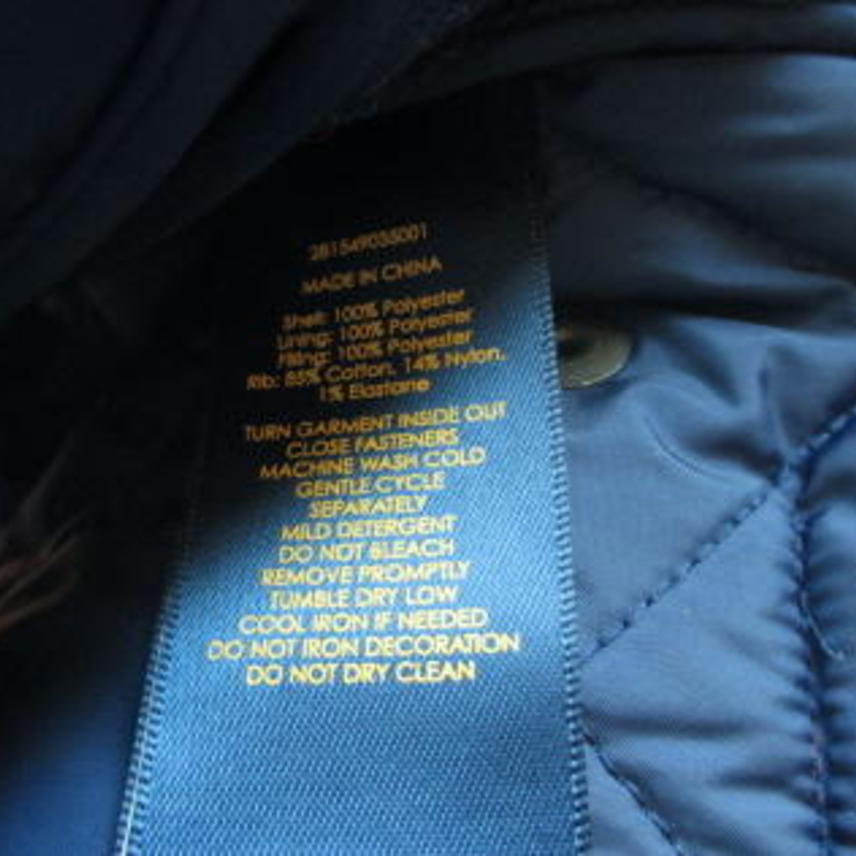 281549035001
MADE IN CHINA
Shell: 100% Polyester
Lining: 100% Polyester
Filling: 100% Polyester
Rib: 85% Cotton, 14% Nylon,
1% Elastane
TURN GARMENT INSIDE OUT
CLOSE FASTENERS
MACHINE WASH COLD
GENTLE CYCLE
SEPARATELY
MILD DETERGENT
DO NOT BLEACH
REMOVE PROMPTLY
TUMBLE DRY LOW
COOL IRON IF NEEDED
DO NOT IRON DECORATION
DO NOT DRY CLEAN